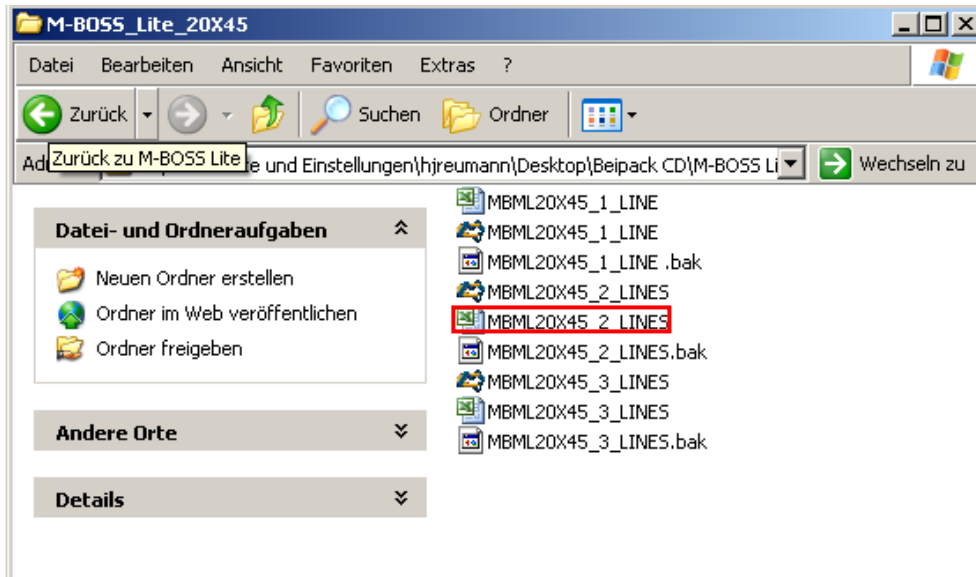 M-BOSS_Lite_20X45
Datei Bearbeiten Ansicht Favoriten Extras ?
Zurück Suchen Ordner
Zurück zu M-BOSS Lite
und Einstellungen\hjreumann\Desktop\Beipack CD\M-BOSS Li Wechseln zu
Datei- und Ordneraufgaben
Neuen Ordner erstellen
Ordner im Web veröffentlichen
Ordner freigeben
Andere Orte
Details
MBML20X45_1_LINE
MBML20X45_1_LINE
MBML20X45_1_LINE .bak
MBML20X45_2_LINES
MBML20X45_2_LINES
MBML20X45_2_LINES.bak
MBML20X45_3_LINES
MBML20X45_3_LINES
MBML20X45_3_LINES.bak